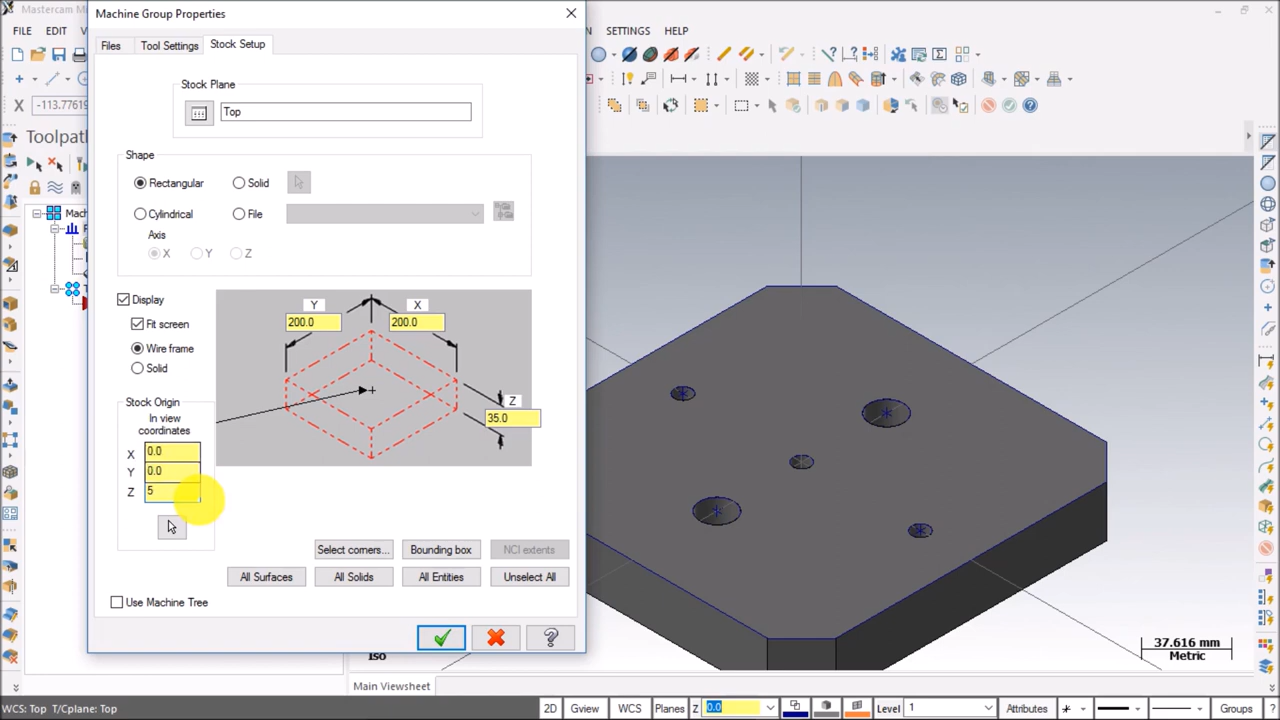 Mastercam
Machine Group Properties
FILE EDIT SETTINGS HELP
Files Tool Settings Stock Setup
Stock Plane
Top
X -113.77619
Toolpat
Shape
Rectangular Solid
Cylindrical File
Axis
X Y Z
Mach
Display
Fit screen
Wire frame
Solid
Y X
200.0 200.0
Z
35.0
Stock Origin
In view
coordinates
X 0.0
Y 0.0
Z 5
Select corners... Bounding box NCI extents
All Surfaces All Solids All Entities Unselect All
Use Machine Tree
Iso
37.616 mm
Metric
Main Viewsheet
WCS: Top T/Cplane: Top 2D Gview WCS Planes Z 0.0 Level 1 Attributes Groups